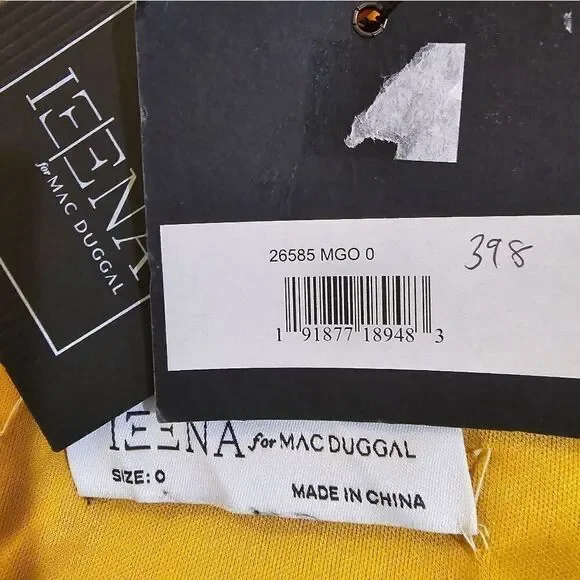 IEENA
for MAC DUGGAL
26585 MGO 0
398
1 91877 18948 3
IEENA for MAC DUGGAL
SIZE: 0
MADE IN CHINA